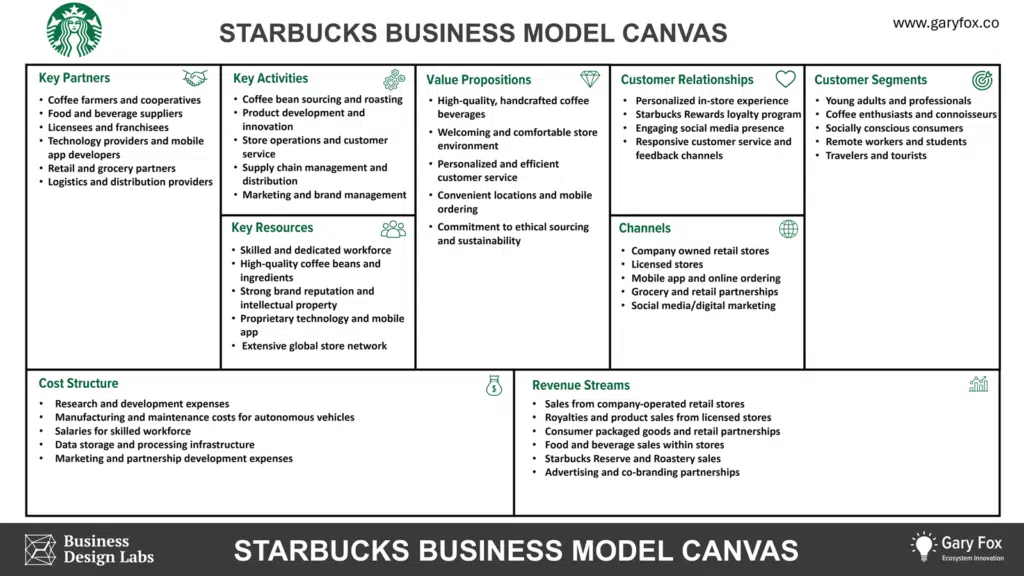 STARBUCKS BUSINESS MODEL CANVAS
www.garyfox.co
Key Partners
• Coffee farmers and cooperatives
• Food and beverage suppliers
• Licensees and franchisees
• Technology providers and mobile
app developers
• Retail and grocery partners
• Logistics and distribution providers
Key Activities
• Coffee bean sourcing and roasting
• Product development and
innovation
• Store operations and customer
service
• Supply chain management and
distribution
• Marketing and brand management
Key Resources
• Skilled and dedicated workforce
• High-quality coffee beans and
ingredients
• Strong brand reputation and
intellectual property
• Proprietary technology and mobile
app
• Extensive global store network
Value Propositions
• High-quality, handcrafted coffee
beverages
• Welcoming and comfortable store
environment
• Personalized and efficient
customer service
• Convenient locations and mobile
ordering
• Commitment to ethical sourcing
and sustainability
Customer Relationships
• Personalized in-store experience
• Starbucks Rewards loyalty program
• Engaging social media presence
• Responsive customer service and
feedback channels
Channels
• Company owned retail stores
• Licensed stores
• Mobile app and online ordering
• Grocery and retail partnerships
• Social media/digital marketing
Customer Segments
• Young adults and professionals
• Coffee enthusiasts and connoisseurs
• Socially conscious consumers
• Remote workers and students
• Travelers and tourists
Cost Structure
$
• Research and development expenses
• Manufacturing and maintenance costs for autonomous vehicles
• Salaries for skilled workforce
• Data storage and processing infrastructure
• Marketing and partnership development expenses
Revenue Streams
• Sales from company-operated retail stores
• Royalties and product sales from licensed stores
• Consumer packaged goods and retail partnerships
• Food and beverage sales within stores
• Starbucks Reserve and Roastery sales
• Advertising and co-branding partnerships
Business
Design Labs
STARBUCKS BUSINESS MODEL CANVAS
Gary Fox
Ecosystem Innovation